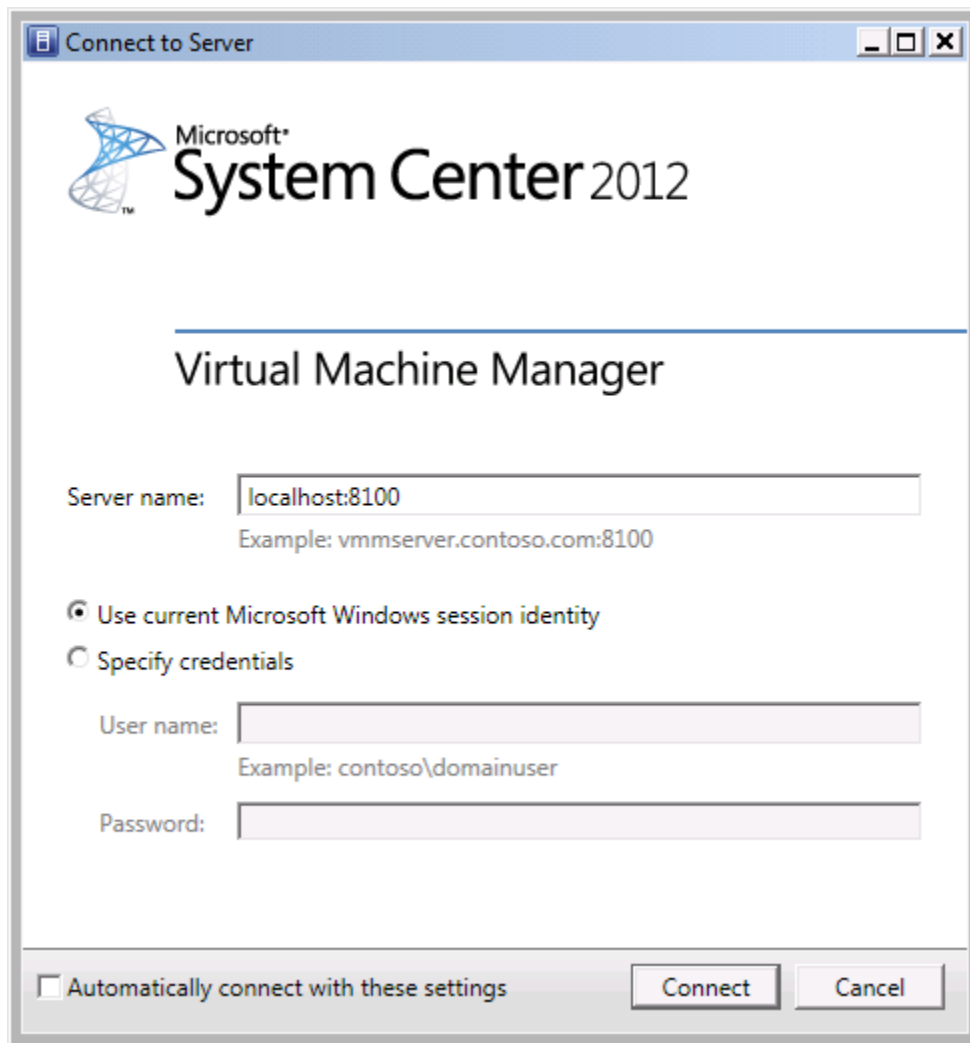 Connect to Server
Microsoft®
System Center 2012
™
Virtual Machine Manager
Server name: localhost:8100
Example: vmmserver.contoso.com:8100
Use current Microsoft Windows session identity
Specify credentials
User name:
Example: contoso\domainuser
Password:
Automatically connect with these settings Connect Cancel